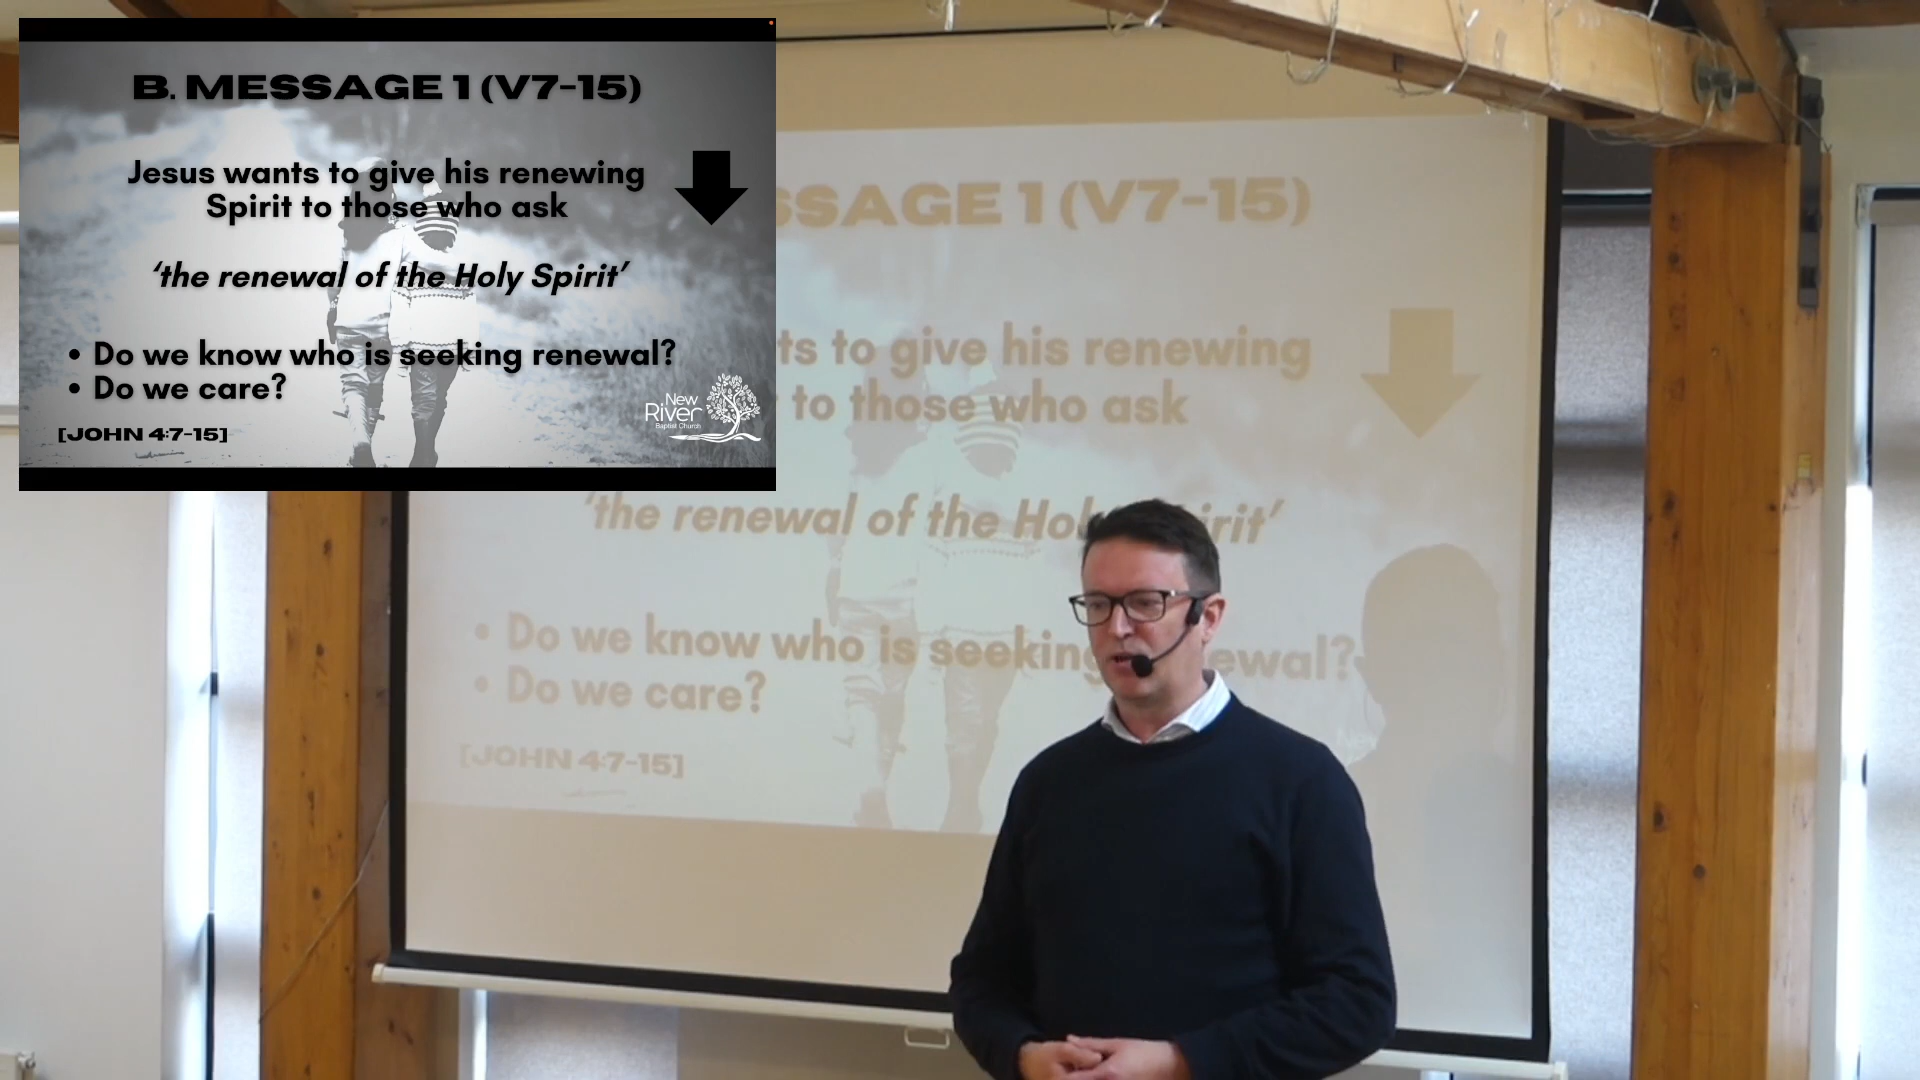 B. MESSAGE 1 (V7-15)
Jesus wants to give his renewing
Spirit to those who ask
‘the renewal of the Holy Spirit’
• Do we know who is seeking renewal?
• Do we care?
New
River
Baptist Church
[JOHN 4:7-15]
SSAGE 1 (V7-15)
ts to give his renewing
to those who ask
‘the renewal of the Hol irit’
• Do we know who is seeking ewal?
• Do we care?
[JOHN 4:7-15]